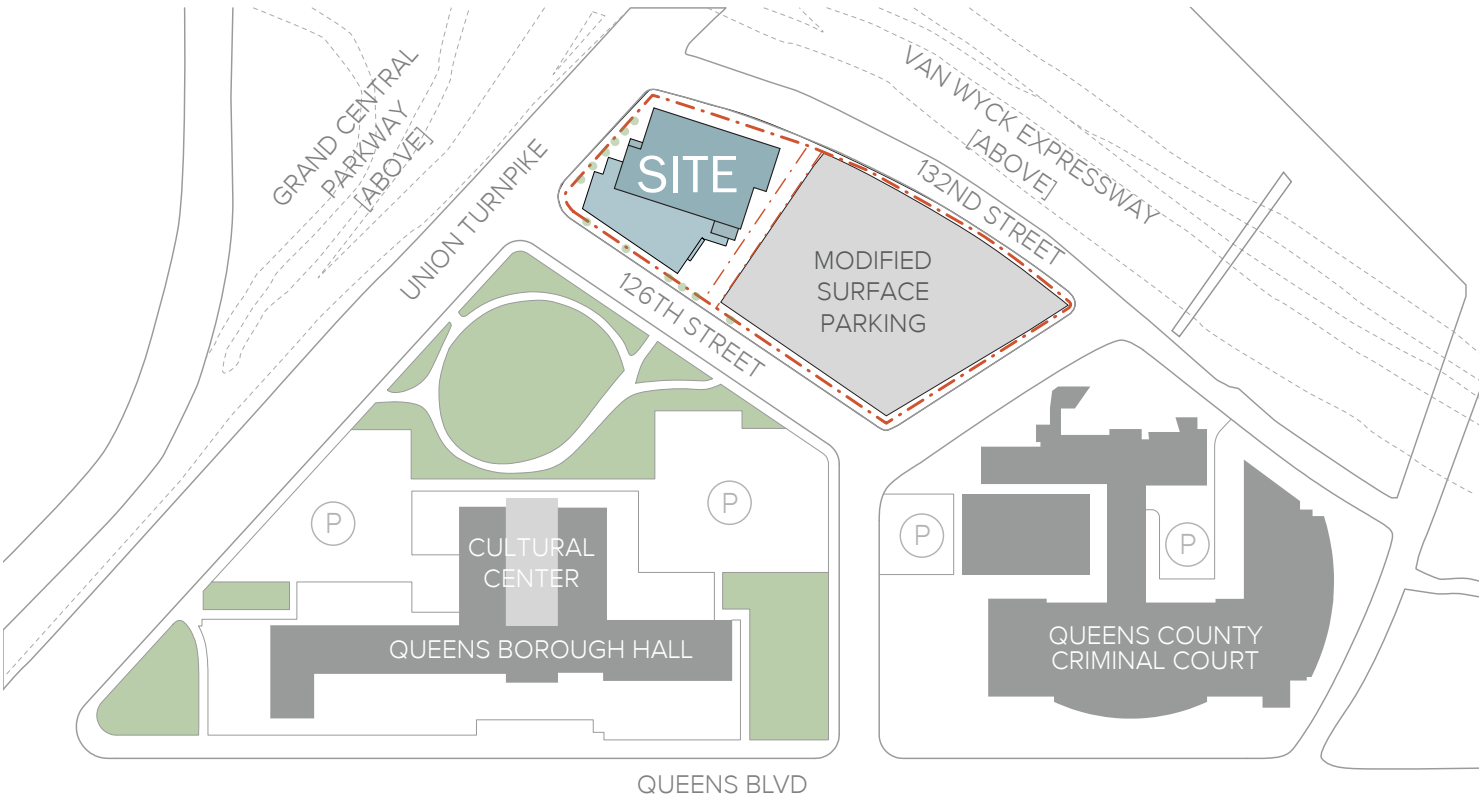 GRAND CENTRAL
PARKWAY
[ABOVE]
UNION TURNPIKE
SITE
VAN WYCK EXPRESSWAY
[ABOVE]
132ND STREET
MODIFIED
SURFACE
PARKING
126TH STREET
P
P
P
P
CULTURAL
CENTER
QUEENS BOROUGH HALL
QUEENS COUNTY
CRIMINAL COURT
QUEENS BLVD